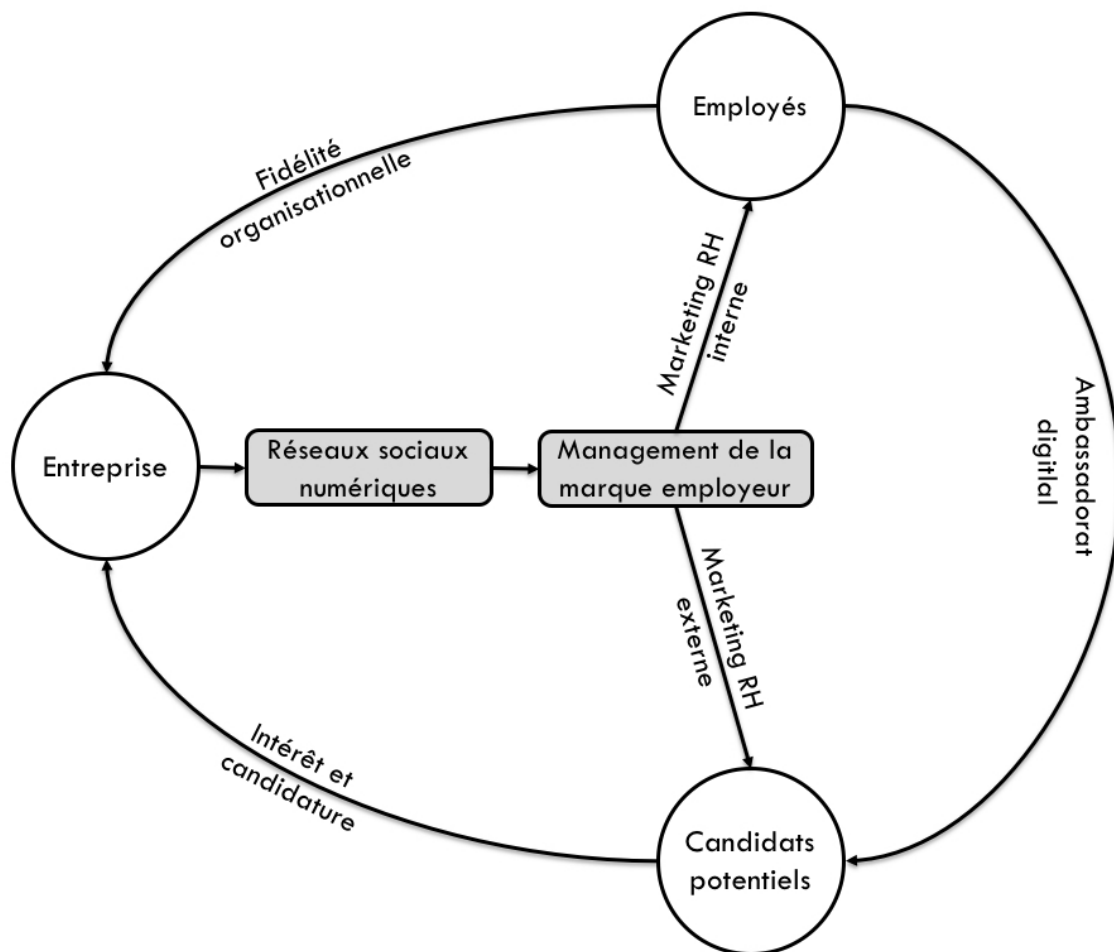 Employés
Fidélité
organisationnelle
Marketing RH
interne
Ambassadorat
digitlal
Entreprise
Réseaux sociaux
numériques
Management de la
marque employeur
Marketing RH
externe
Intérêt et
candidature
Candidats
potentiels